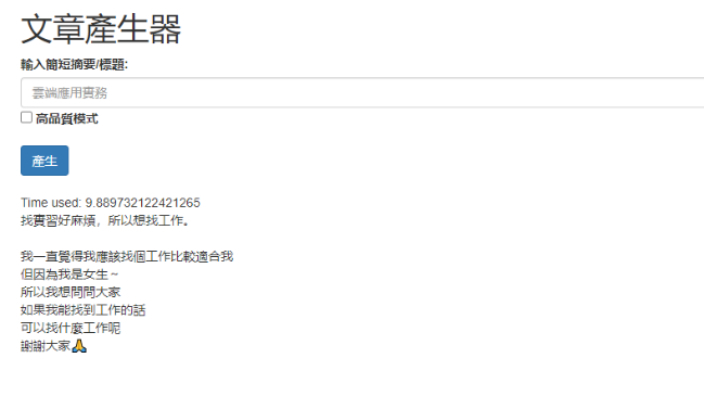 文章產生器
輸入簡短摘要/標題:
雲端應用實務
高品質模式
產生
Time used: 9.889732122421265
找實習好麻煩，所以想找工作。
我一直覺得我應該找個工作比較適合我
但因為我是女生～
所以我想問問大家
如果我能找到工作的話
可以找什麼工作呢
謝謝大家🙏